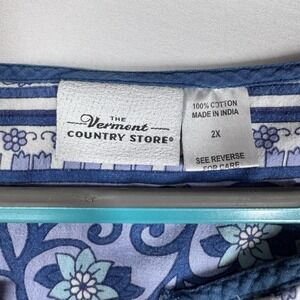 THE
Vermont
COUNTRY STORE®
100% COTTON
MADE IN INDIA
2X
SEE REVERSE
FOR CARE